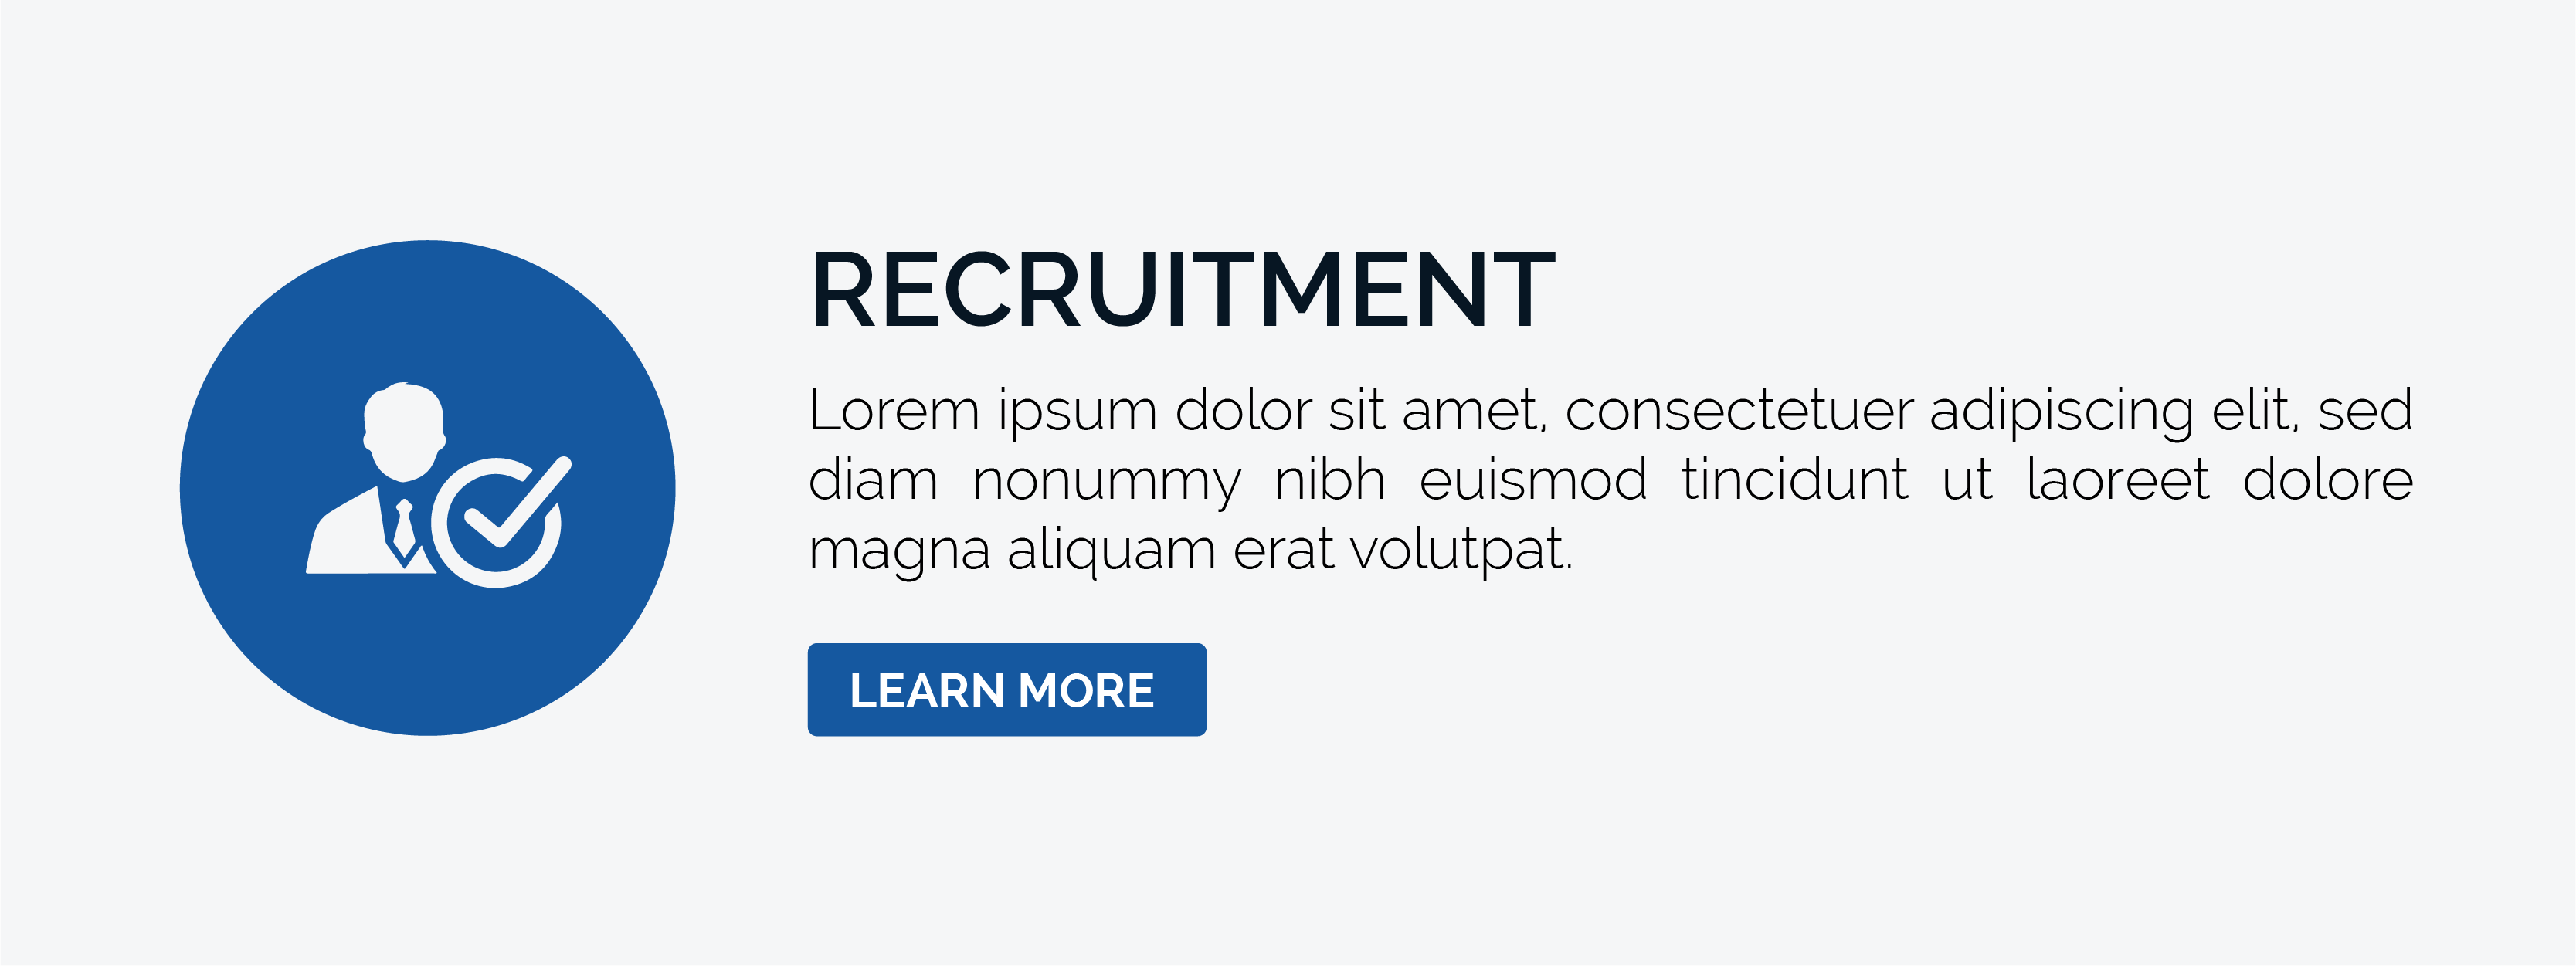 RECRUITMENT
Lorem ipsum dolor sit amet, consectetuer adipiscing elit, sed
diam nonummy nibh euismod tincidunt ut laoreet dolore
magna aliquam erat volutpat.
LEARN MORE